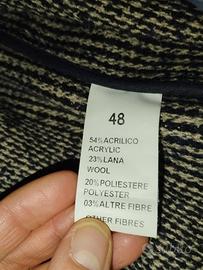 48
54%ACRILICO
ACRYLIC
23%LANA
WOOL
20%POLIESTERE
POLYESTER
03%ALTRE FIBRE
OTHER FIBRES